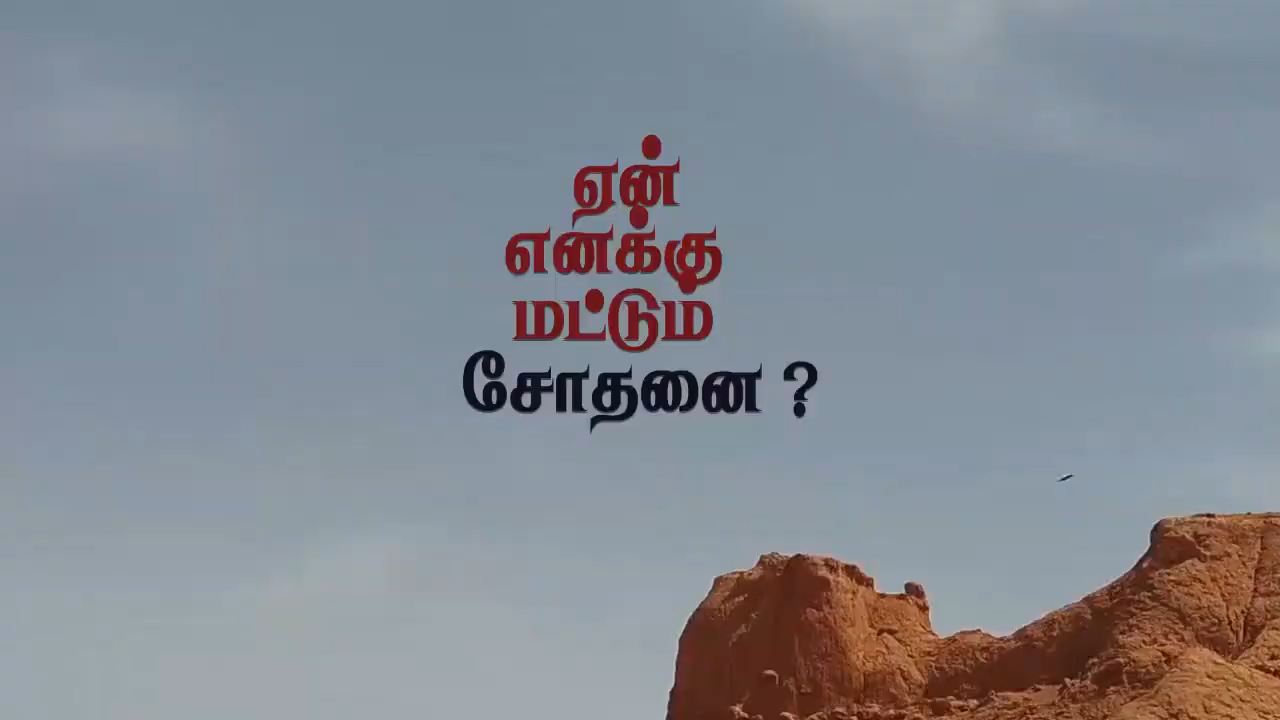 ஏன்
எனக்கு
மட்டும்
சோதனை ?